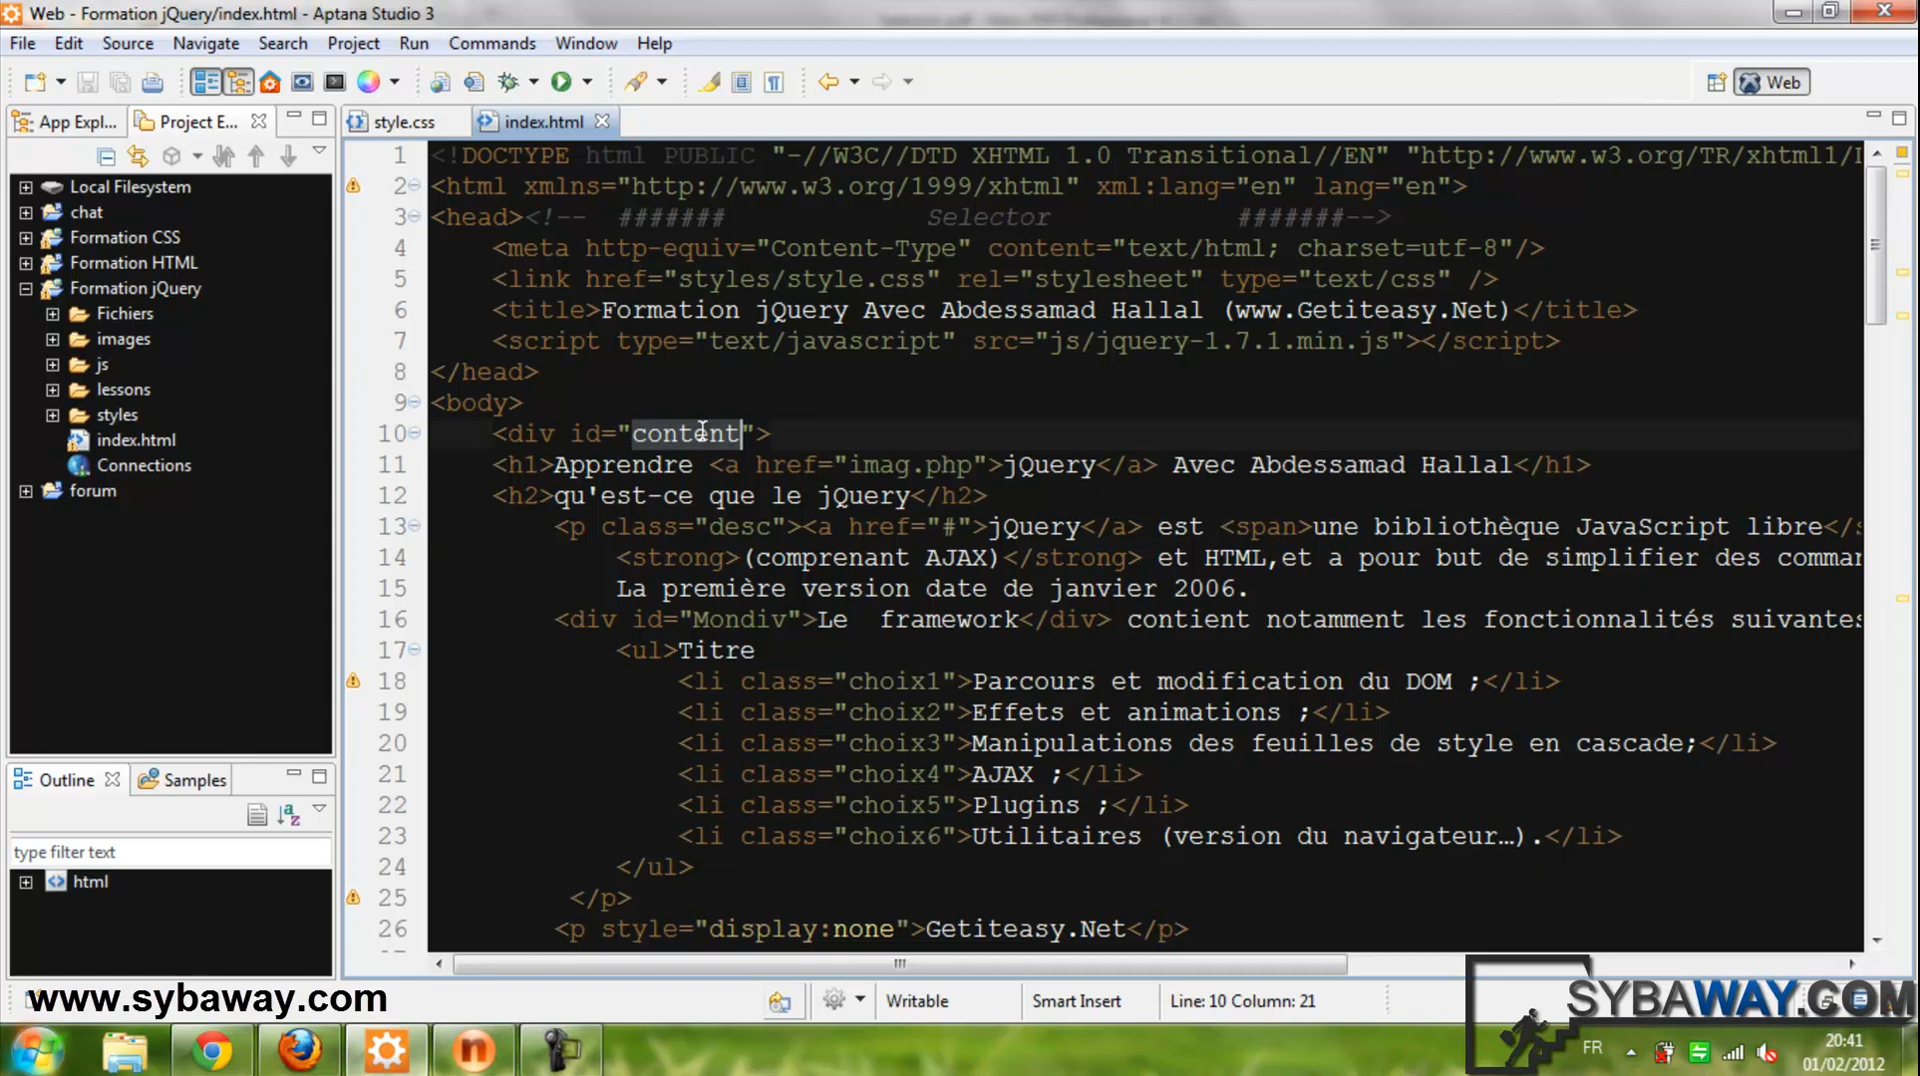 Web - Formation jQuery/index.html - Aptana Studio 3
File Edit Source Navigate Search Project Run Commands Window Help
Web
App Expl... Project E... style.css index.html
Local Filesystem
chat
Formation CSS
Formation HTML
Formation jQuery
Fichiers
images
js
lessons
styles
index.html
Connections
forum
1 <!DOCTYPE html PUBLIC "-//W3C//DTD XHTML 1.0 Transitional//EN" "http://www.w3.org/TR/xhtml1/
2 <html xmlns="http://www.w3.org/1999/xhtml" xml:lang="en" lang="en">
3 <head><!-- ####### Selector #######-->
4 <meta http-equiv="Content-Type" content="text/html; charset=utf-8"/>
5 <link href="styles/style.css" rel="stylesheet" type="text/css" />
6 <title>Formation jQuery Avec Abdessamad Hallal (www.Getiteasy.Net)</title>
7 <script type="text/javascript" src="js/jquery-1.7.1.min.js"></script>
8 </head>
9 <body>
10 <div id="content">
11 <h1>Apprendre <a href="imag.php">jQuery</a> Avec Abdessamad Hallal</h1>
12 <h2>qu'est-ce que le jQuery</h2>
13 <p class="desc"><a href="#">jQuery</a> est <span>une bibliothèque JavaScript libre</s
14 <strong>(comprenant AJAX)</strong> et HTML,et a pour but de simplifier des comma
15 La première version date de janvier 2006.
16 <div id="Mondiv">Le framework</div> contient notamment les fonctionnalités suivantes
17 <ul>Titre
18 <li class="choix1">Parcours et modification du DOM ;</li>
19 <li class="choix2">Effets et animations ;</li>
20 <li class="choix3">Manipulations des feuilles de style en cascade;</li>
21 <li class="choix4">AJAX ;</li>
22 <li class="choix5">Plugins ;</li>
23 <li class="choix6">Utilitaires (version du navigateur…).</li>
24 </ul>
25 </p>
26 <p style="display:none">Getiteasy.Net</p>
Outline Samples
type filter text
html
www.sybaway.com
Writable Smart Insert Line: 10 Column: 21
SYBAWAY.COM
FR
20:41
01/02/2012